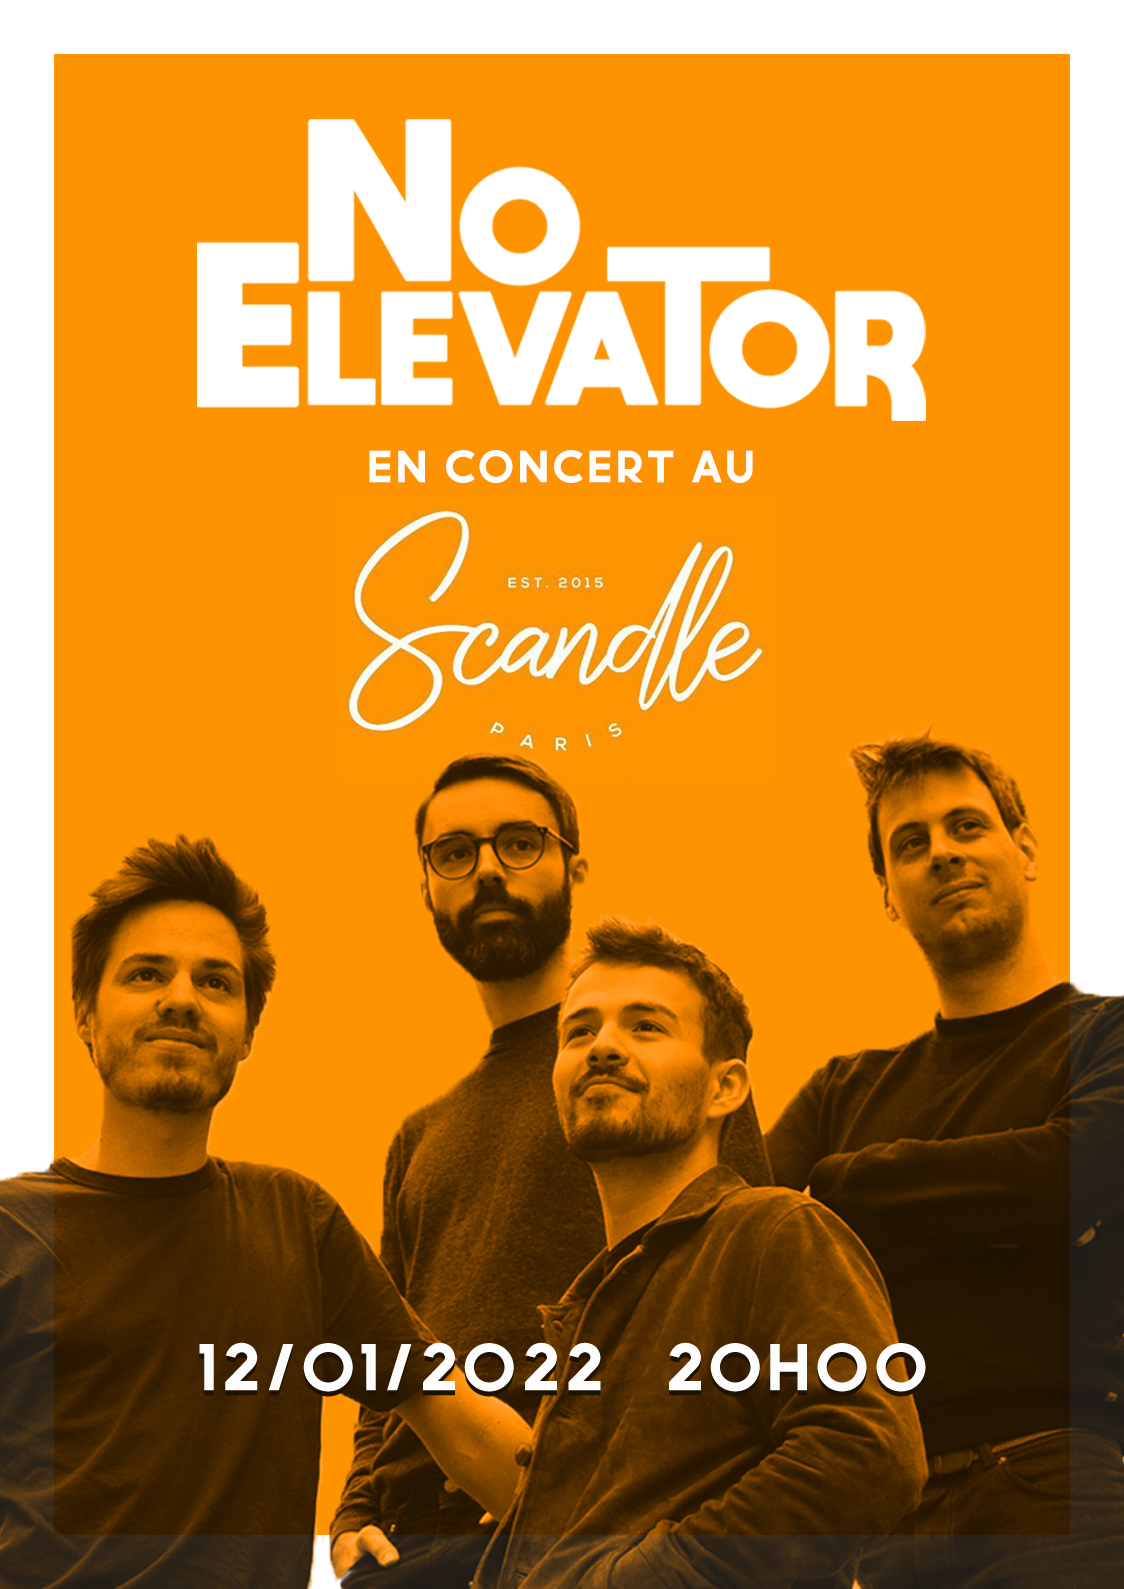 No
ELEVATOR
EN CONCERT AU
EST. 2015
Scandle
PARIS
12/01/2022 20H00